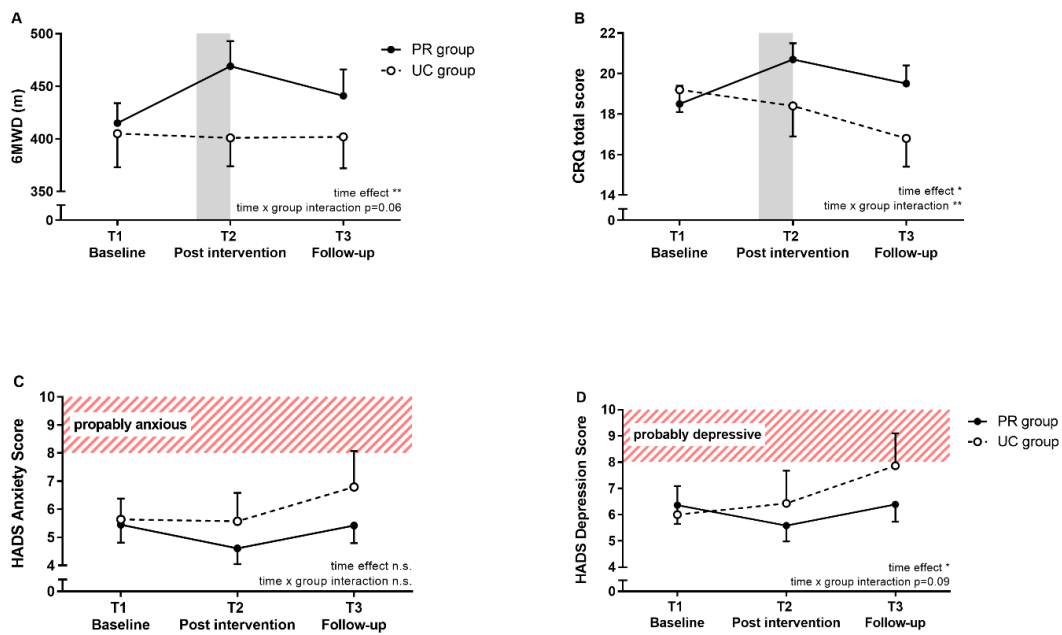 A
500
450
400
350
0
6MWD (m)
PR group
UC group
time effect **
time x group interaction p=0.06
T1
T2
T3
Baseline
Post intervention
Follow-up
B
22
20
18
16
14
0
CRQ total score
time effect *
time x group interaction **
T1
T2
T3
Baseline
Post intervention
Follow-up
C
10
9
8
7
6
5
4
0
HADS Anxiety Score
propably anxious
time effect n.s.
time x group interaction n.s.
T1
T2
T3
Baseline
Post intervention
Follow-up
D
10
9
8
7
6
5
4
0
HADS Depression Score
probably depressive
PR group
UC group
time effect *
time x group interaction p=0.09
T1
T2
T3
Baseline
Post intervention
Follow-up